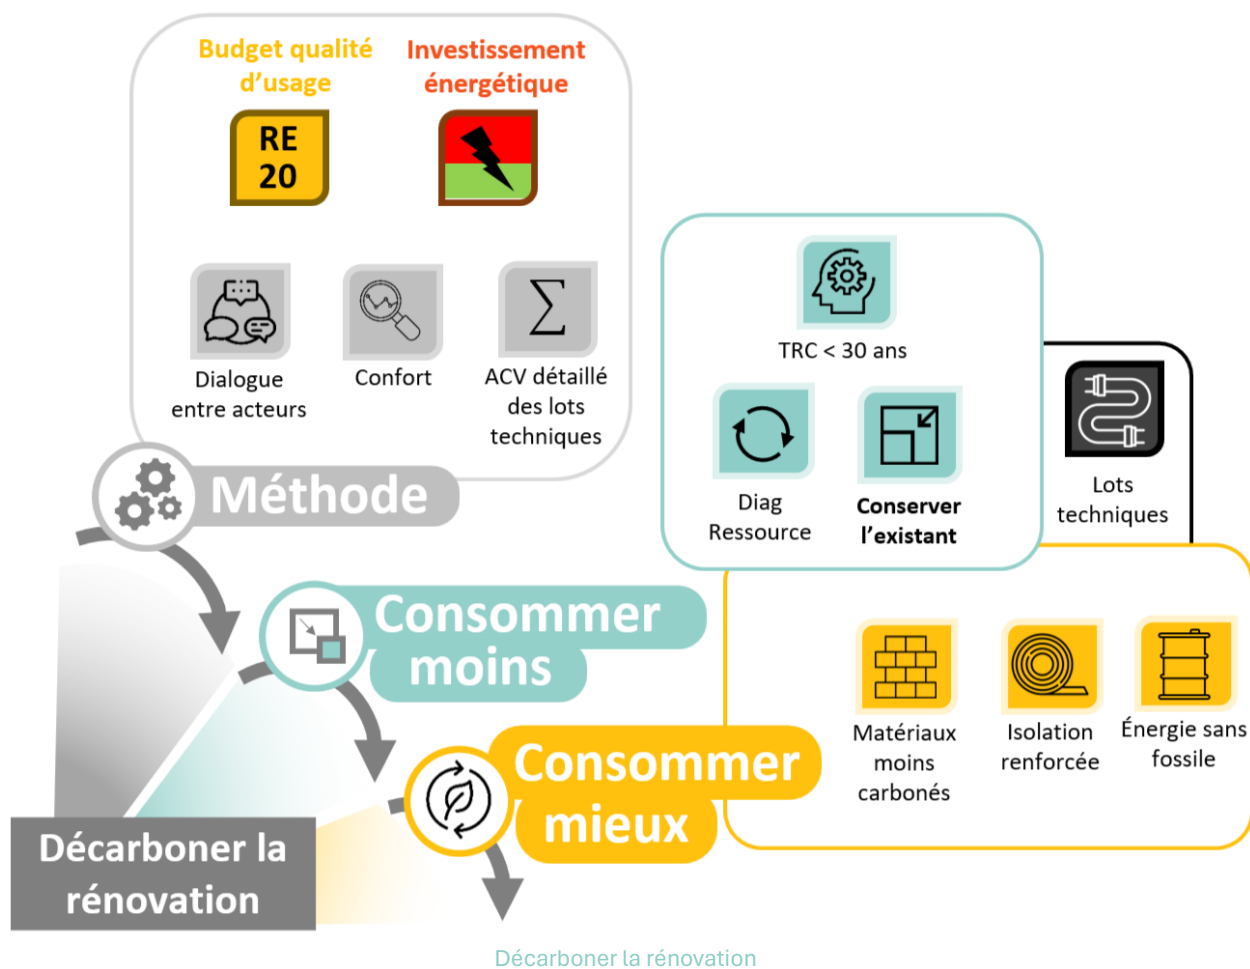 Budget qualité
d’usage
Investissement
énergétique
RE
20
Dialogue
entre acteurs
Confort
∑
ACV détaillé
des lots
techniques
Méthode
TRC < 30 ans
Diag
Ressource
Conserver
l’existant
Lots
techniques
Consommer
moins
Matériaux
moins
carbonés
Isolation
renforcée
Énergie sans
fossile
Consommer
mieux
Décarboner la
rénovation
Décarboner la rénovation